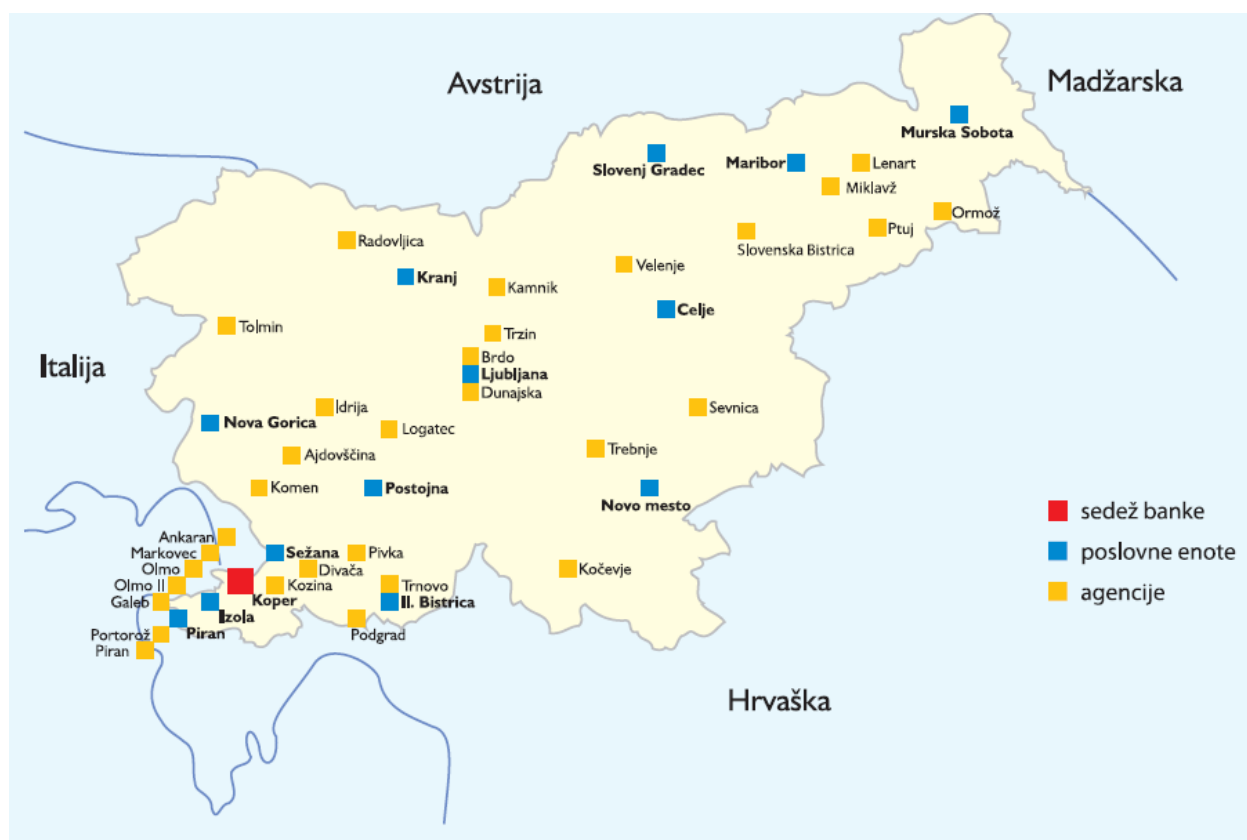 Avstrija
Madžarska
Murska Sobota
Slovenj Gradec
Maribor
Lenart
Miklavž
Ormož
Ptuj
Slovenska Bistrica
Radovljica
Velenje
Kranj
Kamnik
Celje
Tolmin
Trzin
Italija
Brdo
Ljubljana
Dunajska
Idrija
Sevnica
Nova Gorica
Logatec
Trebnje
Ajdovščina
Komen
Postojna
Novo mesto
sedež banke
poslovne enote
agencije
Ankaran
Markovec
Sežana
Pivka
Olmo
Divača
Kočevje
Olmo II
Kozina
Trnovo
Koper
Galeb
Il. Bistrica
Izola
Portorož
Piran
Podgrad
Piran
Hrvaška